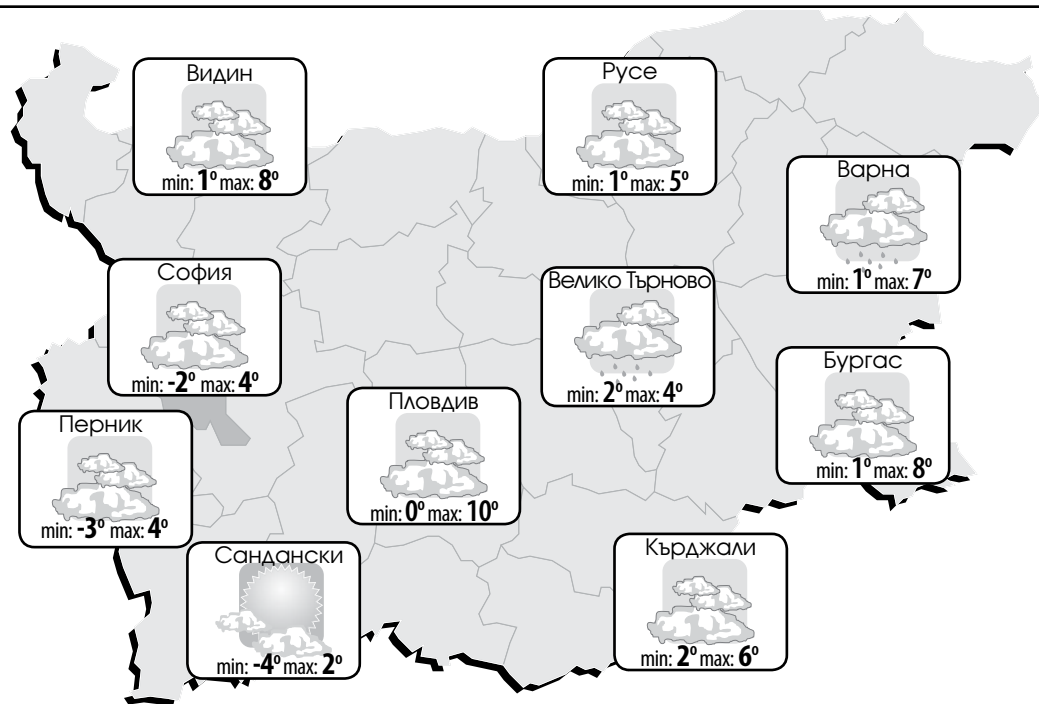 Видин
min: 1° max: 8°
Русе
min: 1° max: 5°
Варна
min: 1° max: 7°
София
min: -2° max: 4°
Велико Търново
min: 2° max: 4°
Бургас
min: 1° max: 8°
Пловдив
min: 0° max: 10°
Перник
min: -3° max: 4°
Сандански
min: -4° max: 2°
Кърджали
min: 2° max: 6°